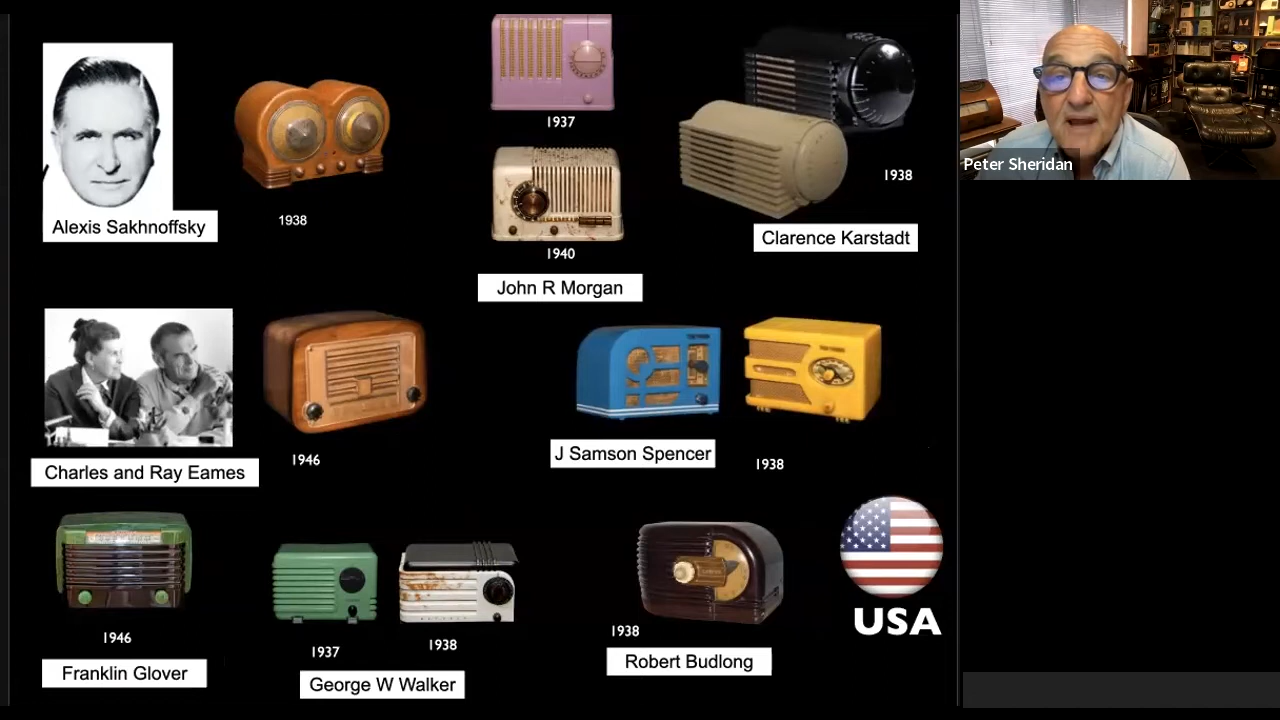 1937
Peter Sheridan
1938
Alexis Sakhnoffsky
1938
Clarence Karstadt
1940
John R Morgan
1946
Charles and Ray Eames
J Samson Spencer
1938
1946
Franklin Glover
1937
1938
George W Walker
1938
Robert Budlong
USA